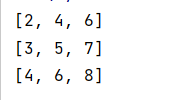 [2, 4, 6]
[3, 5, 7]
[4, 6, 8]